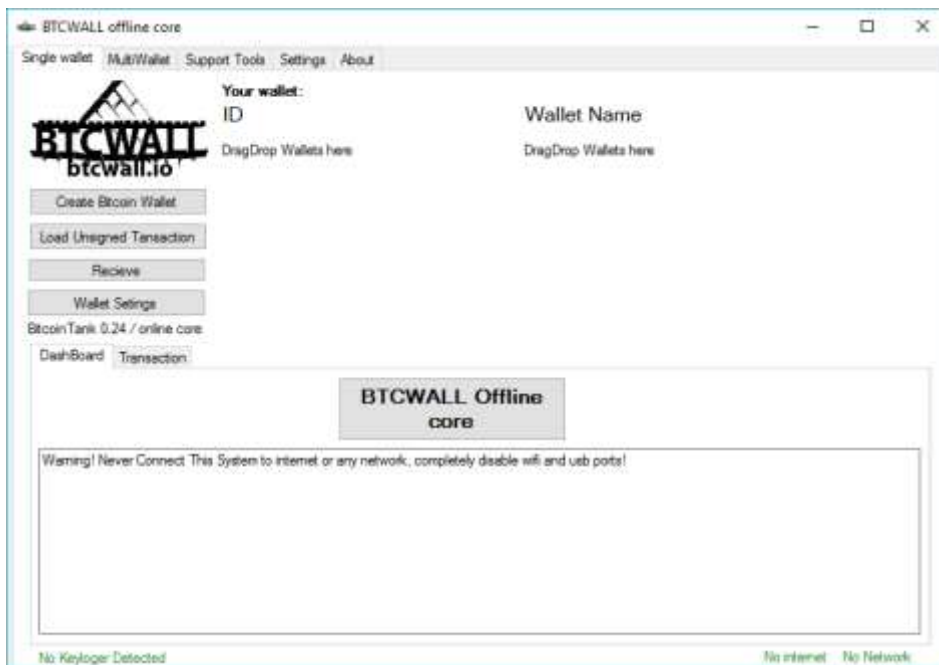 BTCWALL offline core
Single wallet MultiWallet Support Tools Settings About
Your wallet:
ID Wallet Name
BTCWALL
btcwall.io
DragDrop Wallets here DragDrop Wallets here
Create Bitcoin Wallet
Load Unsigned Tansaction
Recieve
Wallet Setings
BitcoinTank 0.24 / online core
DashBoard Transaction
BTCWALL Offline
core
Warning! Never Connect This System to internet or any network, completely disable wifi and usb ports!
No Keyloger Detected No internet No Network